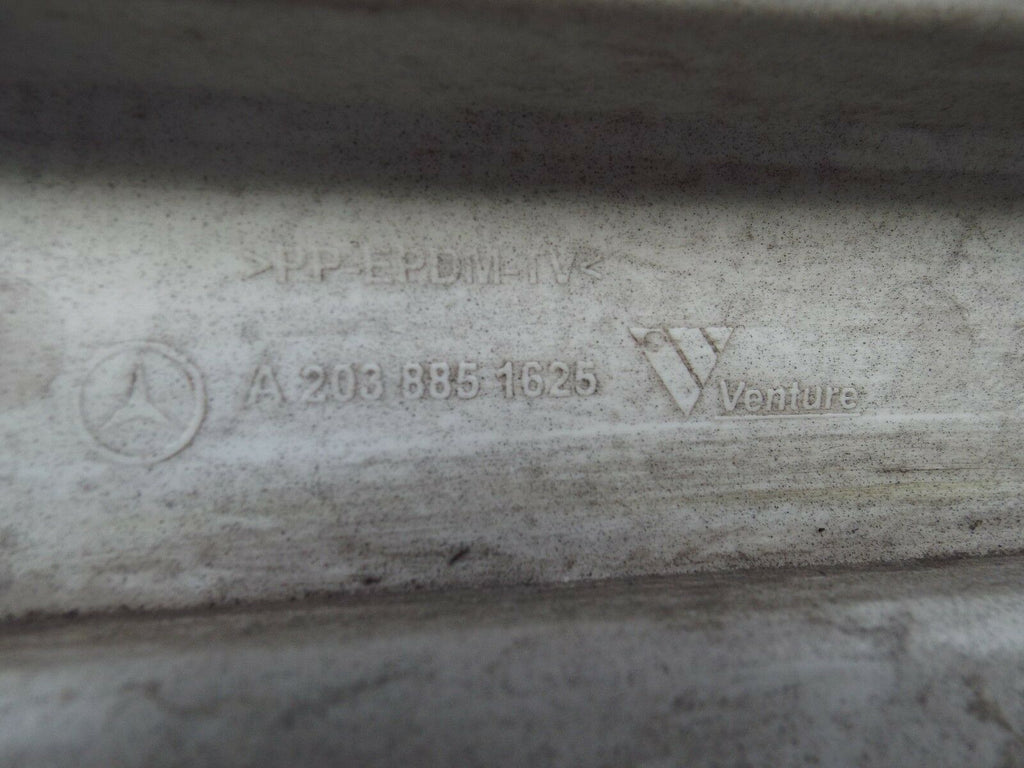 >PP-EPDM-TV<
A 203 885 1625
Venture